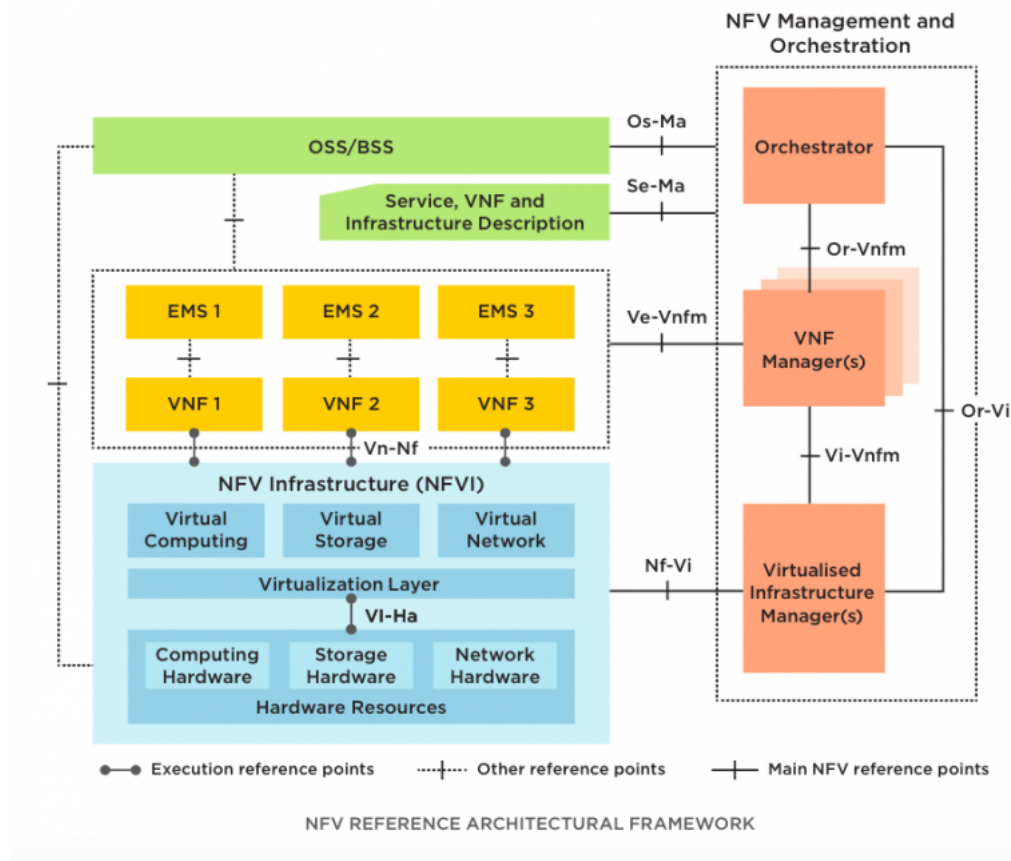 NFV Management and
Orchestration
Os-Ma
OSS/BSS
Orchestrator
Se-Ma
Service, VNF and
Infrastructure Description
Or-Vnfm
EMS 1
EMS 2
EMS 3
Ve-Vnfm
VNF
Manager(s)
VNF 1
VNF 2
VNF 3
Or-Vi
Vn-Nf
Vi-Vnfm
NFV Infrastructure (NFVI)
Virtual
Computing
Virtual
Storage
Virtual
Network
Nf-Vi
Virtualised
Infrastructure
Manager(s)
Virtualization Layer
VI-Ha
Computing
Hardware
Storage
Hardware
Network
Hardware
Hardware Resources
Execution reference points
Other reference points
Main NFV reference points
NFV REFERENCE ARCHITECTURAL FRAMEWORK